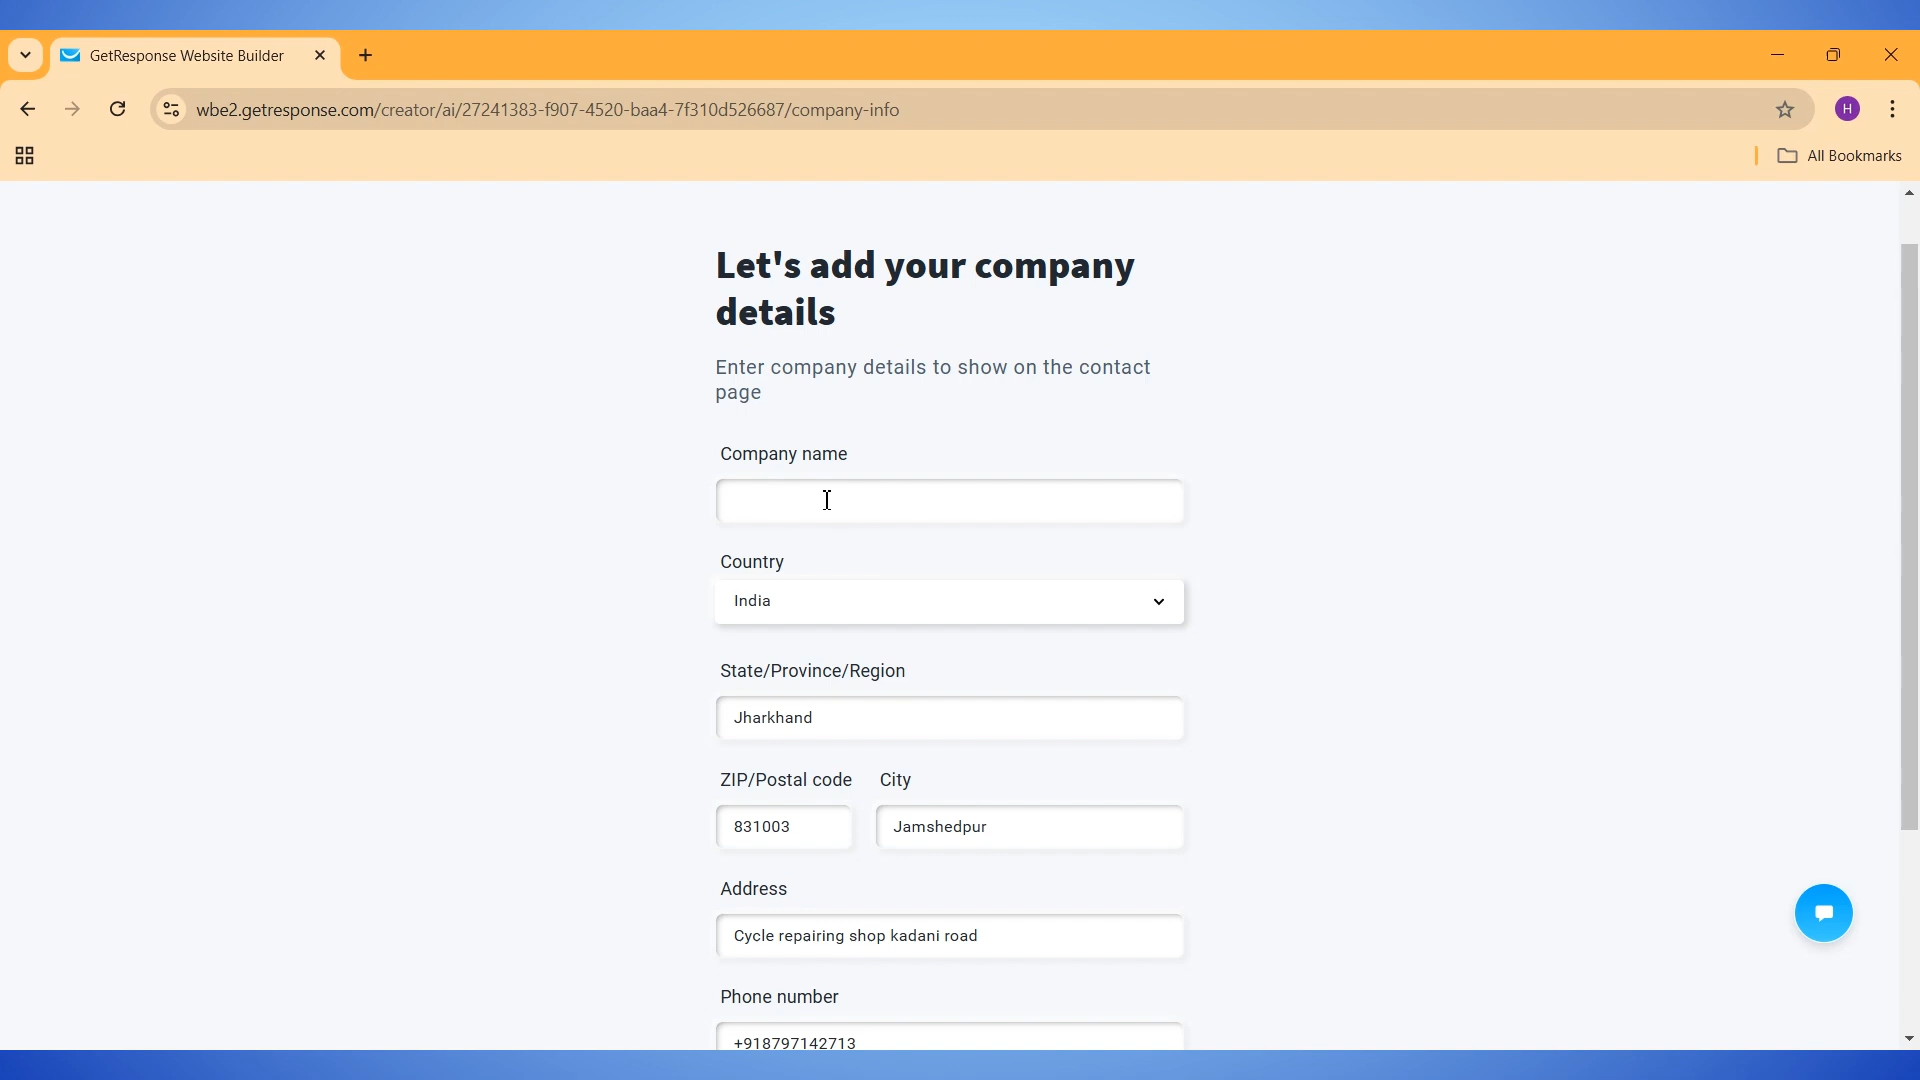 GetResponse Website Builder
wbe2.getresponse.com/creator/ai/27241383-f907-4520-baa4-7f310d526687/company-info
H
All Bookmarks
Let's add your company
details
Enter company details to show on the contact
page
Company name
Country
India
State/Province/Region
Jharkhand
ZIP/Postal code City
831003 Jamshedpur
Address
Cycle repairing shop kadani road
Phone number
+918797142713